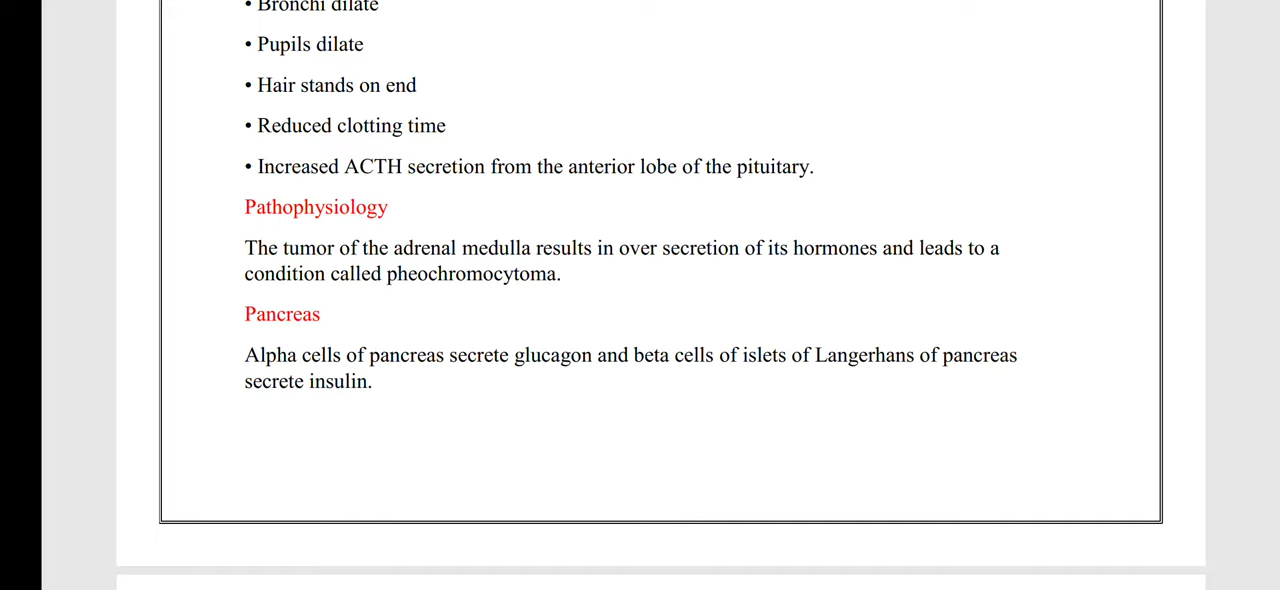 • Bronchi dilate
• Pupils dilate
• Hair stands on end
• Reduced clotting time
• Increased ACTH secretion from the anterior lobe of the pituitary.
Pathophysiology
The tumor of the adrenal medulla results in over secretion of its hormones and leads to a
condition called pheochromocytoma.
Pancreas
Alpha cells of pancreas secrete glucagon and beta cells of islets of Langerhans of pancreas
secrete insulin.